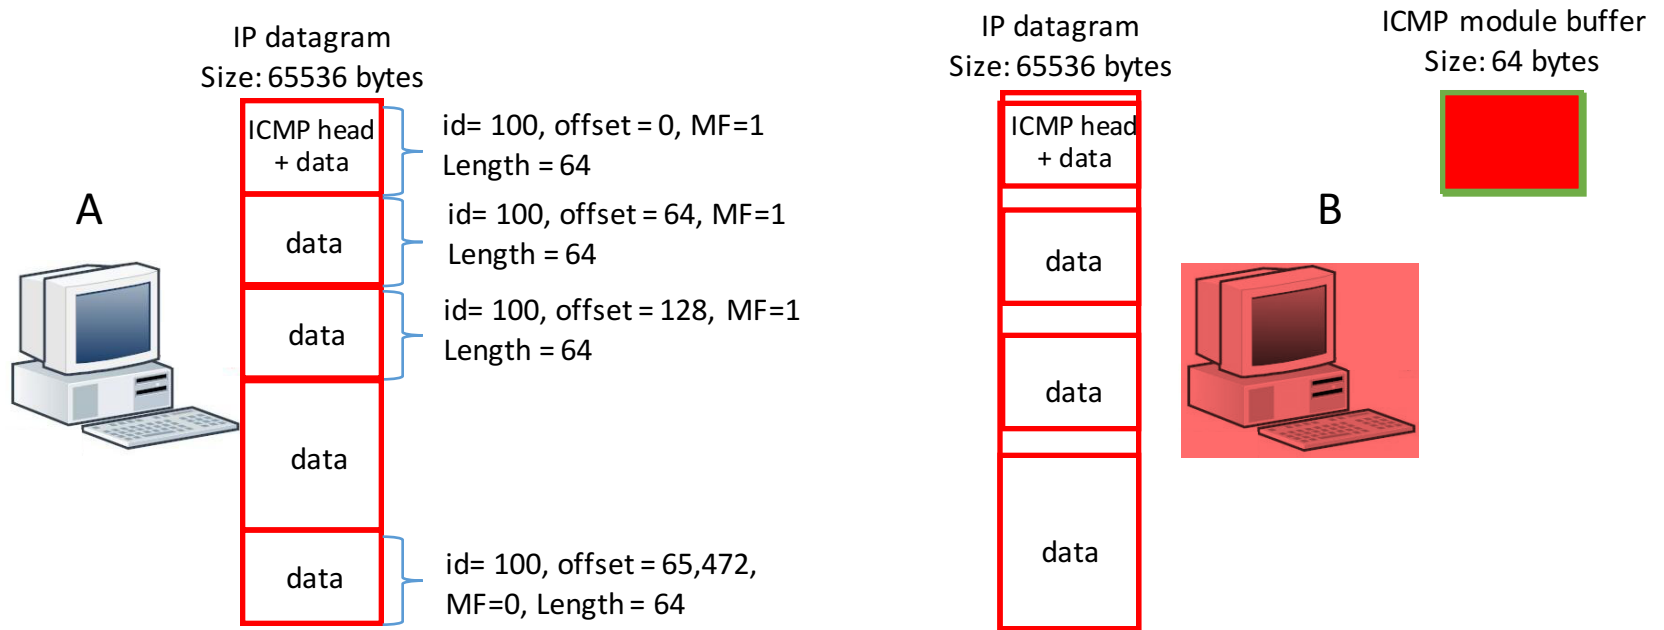 IP datagram
Size: 65536 bytes
ICMP head
+ data
id= 100, offset = 0, MF=1
Length = 64
A
data
id= 100, offset = 64, MF=1
Length = 64
data
id= 100, offset = 128, MF=1
Length = 64
data
data
id= 100, offset = 65,472,
MF=0, Length = 64
IP datagram
Size: 65536 bytes
ICMP head
+ data
data
data
data
B
ICMP module buffer
Size: 64 bytes